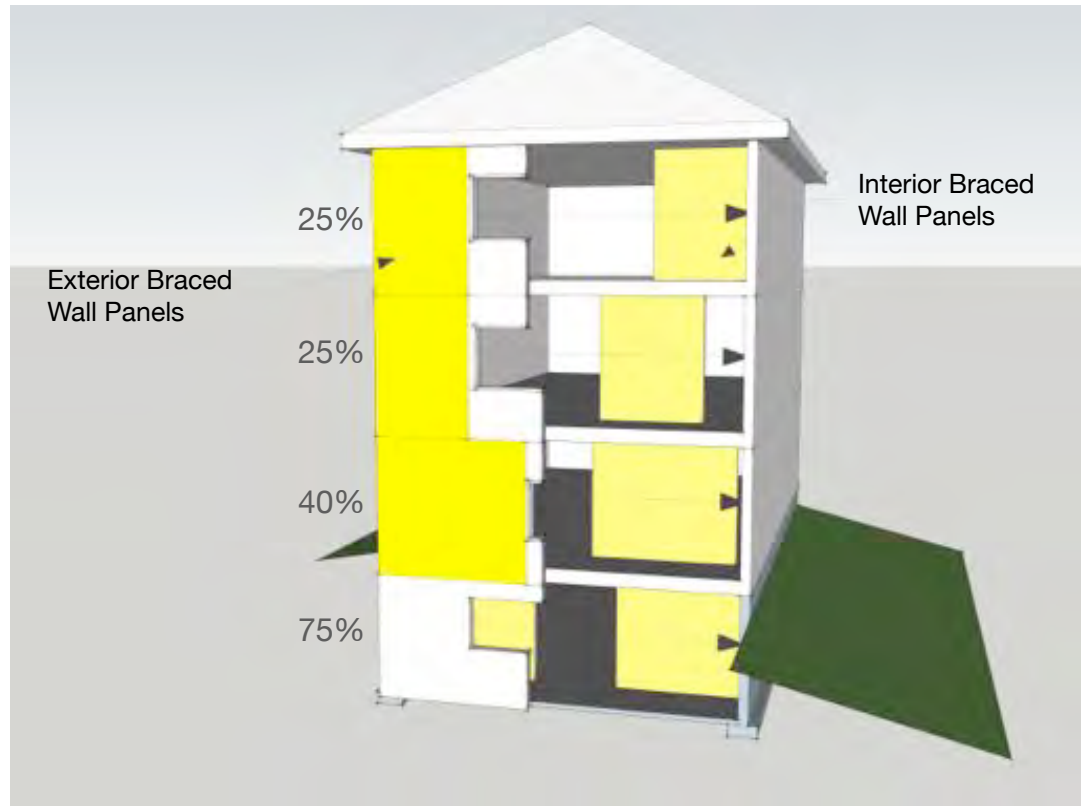 25%
Interior Braced
Wall Panels
Exterior Braced
Wall Panels
25%
40%
75%